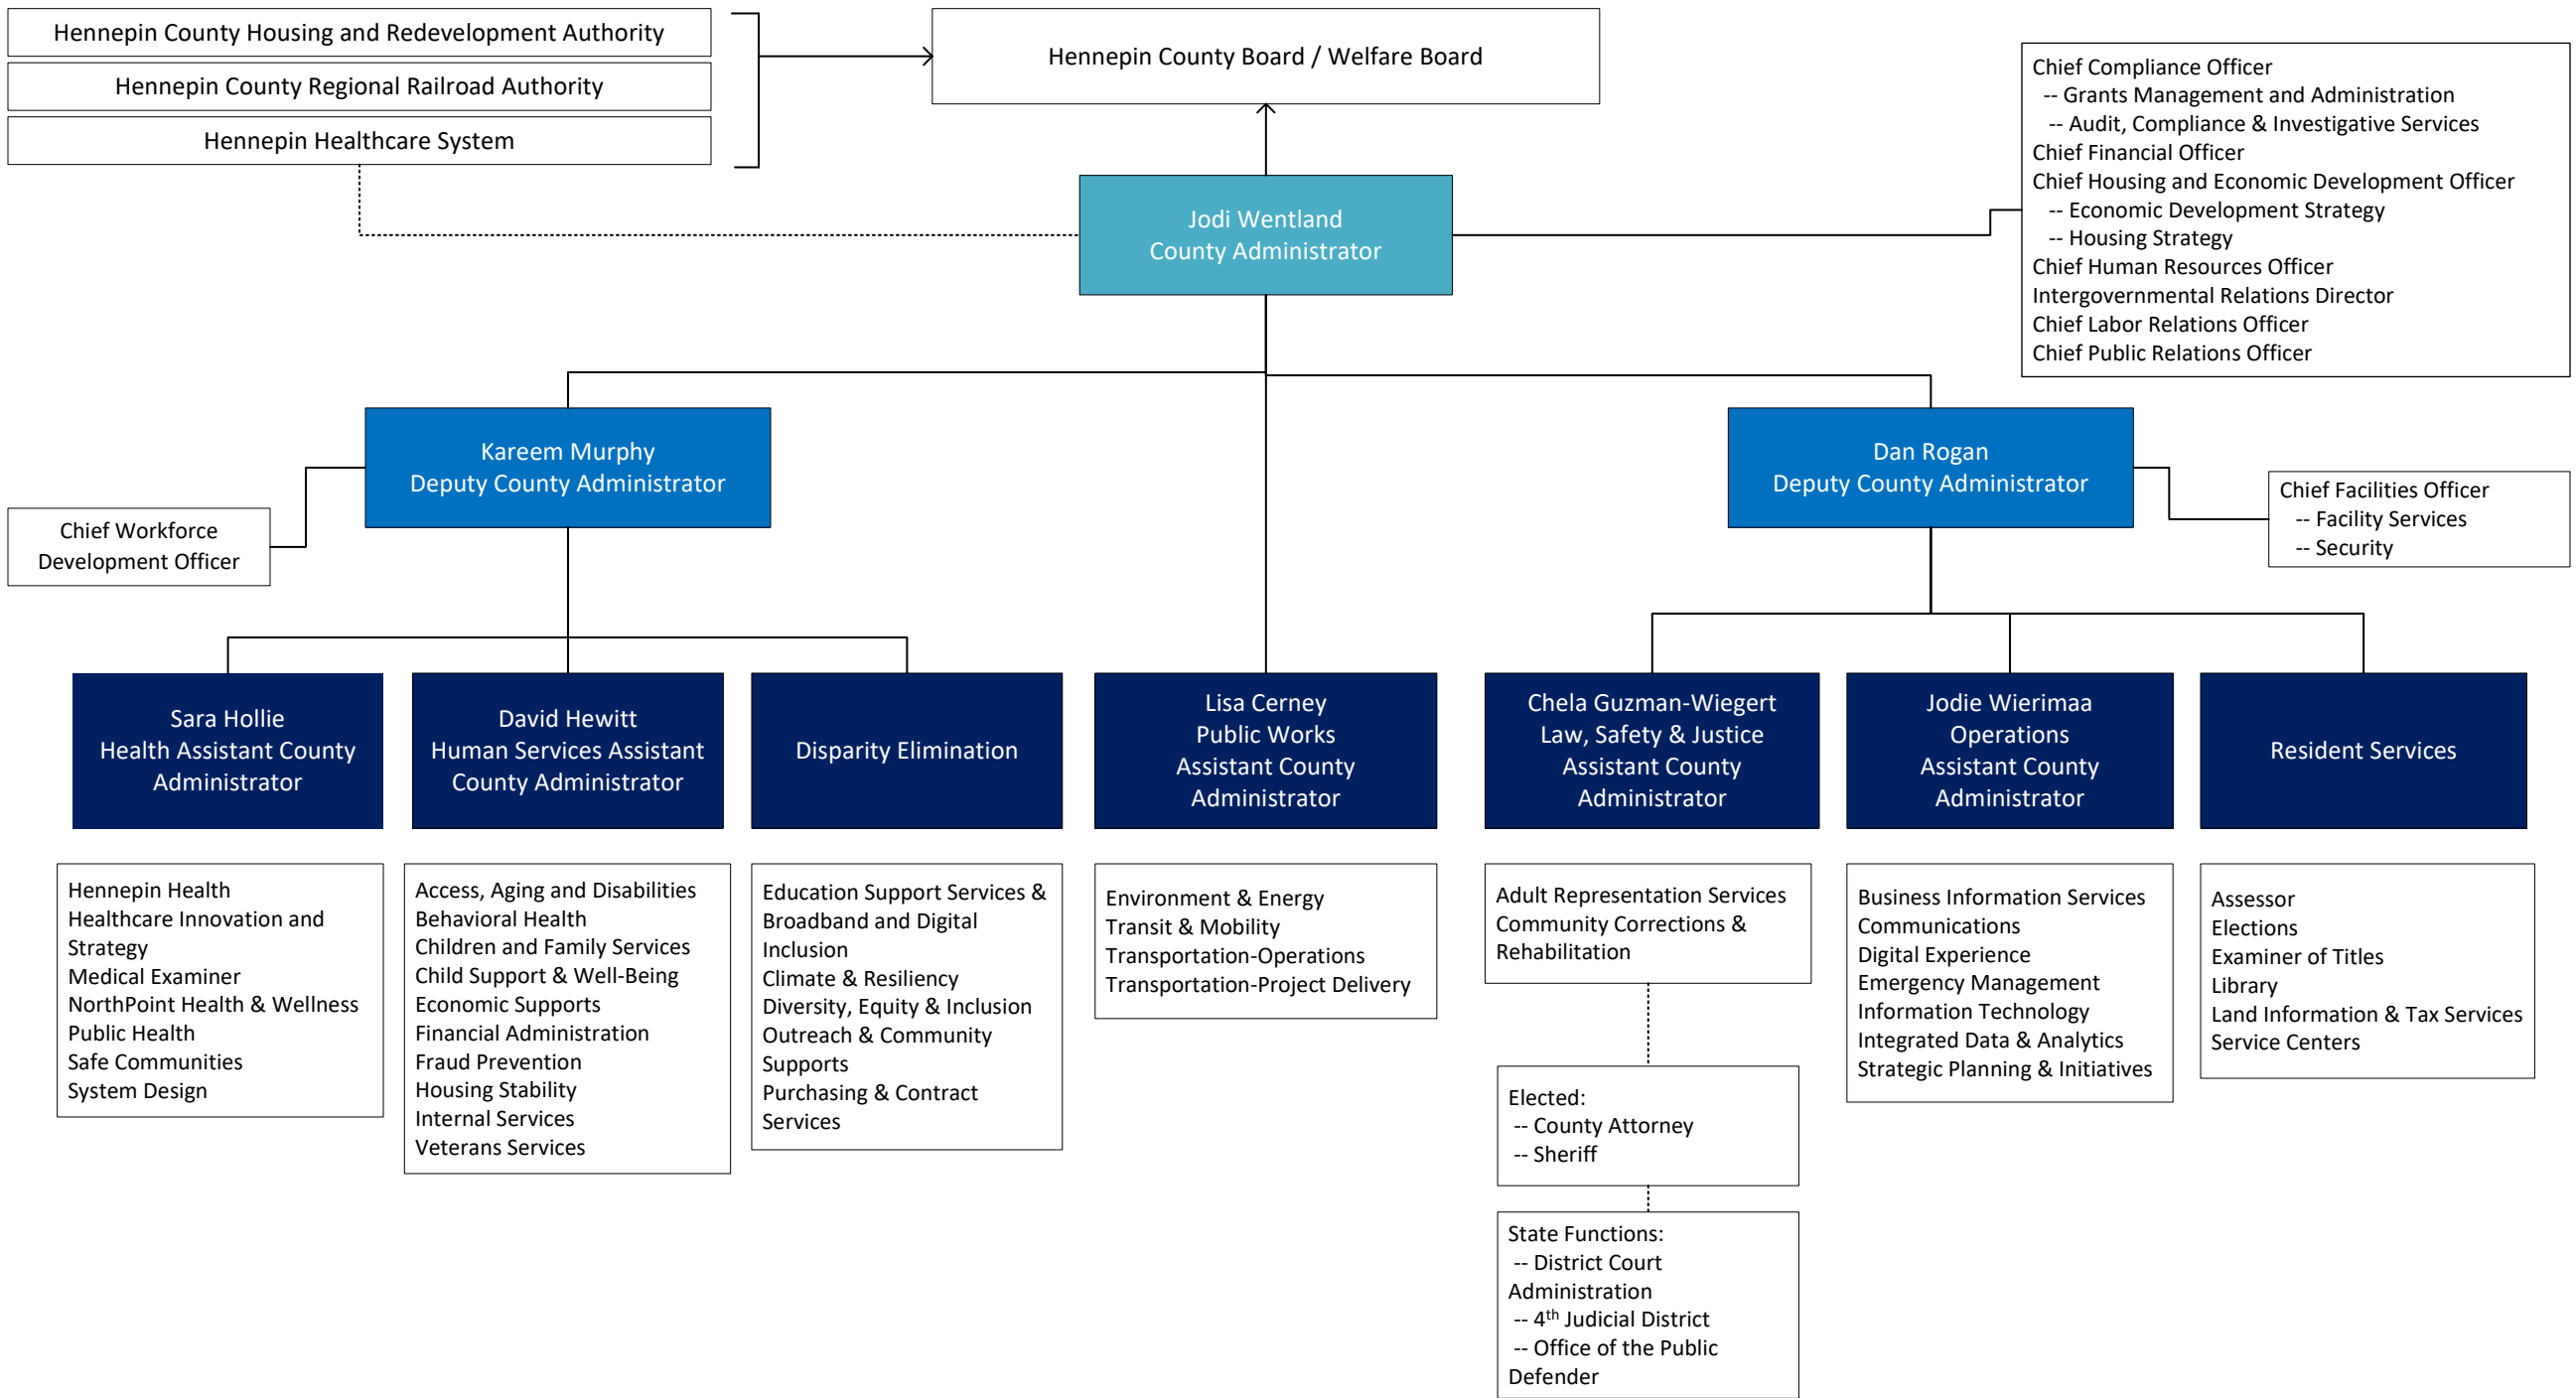 Hennepin County Housing and Redevelopment Authority
Hennepin County Regional Railroad Authority
Hennepin Healthcare System
Hennepin County Board / Welfare Board
Chief Compliance Officer
-- Grants Management and Administration
-- Audit, Compliance & Investigative Services
Chief Financial Officer
Chief Housing and Economic Development Officer
-- Economic Development Strategy
-- Housing Strategy
Chief Human Resources Officer
Intergovernmental Relations Director
Chief Labor Relations Officer
Chief Public Relations Officer
Jodi Wentland
County Administrator
Kareem Murphy
Deputy County Administrator
Dan Rogan
Deputy County Administrator
Chief Workforce
Development Officer
Chief Facilities Officer
-- Facility Services
-- Security
Sara Hollie
Health Assistant County
Administrator
David Hewitt
Human Services Assistant
County Administrator
Disparity Elimination
Lisa Cerney
Public Works
Assistant County
Administrator
Chela Guzman-Wiegert
Law, Safety & Justice
Assistant County
Administrator
Jodie Wierimaa
Operations
Assistant County
Administrator
Resident Services
Hennepin Health
Healthcare Innovation and
Strategy
Medical Examiner
NorthPoint Health & Wellness
Public Health
Safe Communities
System Design
Access, Aging and Disabilities
Behavioral Health
Children and Family Services
Child Support & Well-Being
Economic Supports
Financial Administration
Fraud Prevention
Housing Stability
Internal Services
Veterans Services
Education Support Services &
Broadband and Digital
Inclusion
Climate & Resiliency
Diversity, Equity & Inclusion
Outreach & Community
Supports
Purchasing & Contract
Services
Environment & Energy
Transit & Mobility
Transportation-Operations
Transportation-Project Delivery
Adult Representation Services
Community Corrections &
Rehabilitation
Elected:
-- County Attorney
-- Sheriff
State Functions:
-- District Court
Administration
-- 4th Judicial District
-- Office of the Public
Defender
Business Information Services
Communications
Digital Experience
Emergency Management
Information Technology
Integrated Data & Analytics
Strategic Planning & Initiatives
Assessor
Elections
Examiner of Titles
Library
Land Information & Tax Services
Service Centers